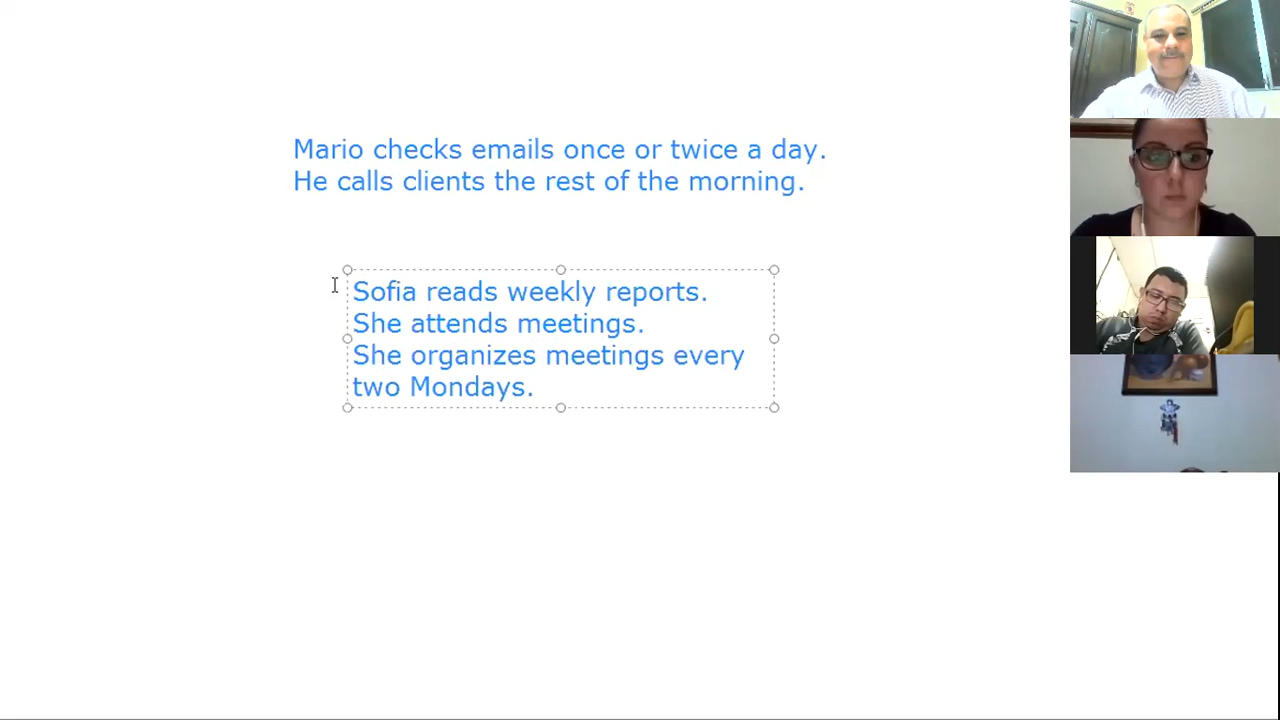 Mario checks emails once or twice a day.
He calls clients the rest of the morning.
Sofia reads weekly reports.
She attends meetings.
She organizes meetings every
two Mondays.